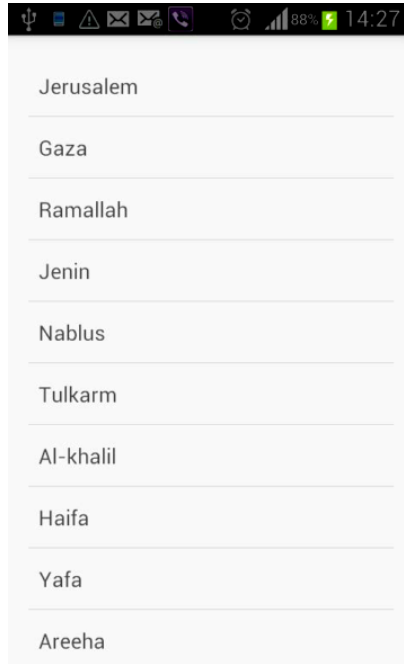 88% 14:27
Jerusalem
Gaza
Ramallah
Jenin
Nablus
Tulkarm
Al-khalil
Haifa
Yafa
Areeha